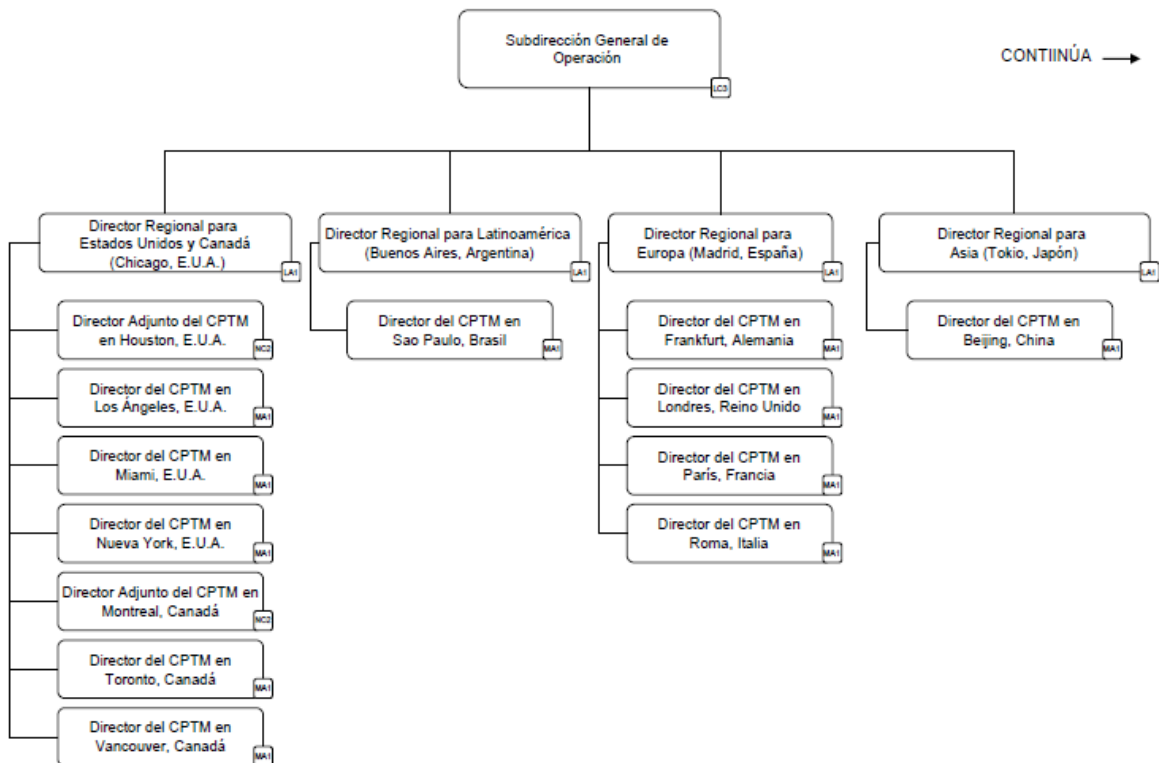 Subdirección General de
Operación
LC3
CONTIINÚA
Director Regional para
Estados Unidos y Canadá
(Chicago, E.U.A.)
LA1
Director Adjunto del CPTM
en Houston, E.U.A.
NC2
Director del CPTM en
Los Ángeles, E.U.A.
MA1
Director del CPTM en
Miami, E.U.A.
MA1
Director del CPTM en
Nueva York, E.U.A.
MA1
Director Adjunto del CPTM en
Montreal, Canadá
NC2
Director del CPTM en
Toronto, Canadá
MA1
Director del CPTM en
Vancouver, Canadá
MA1
Director Regional para Latinoamérica
(Buenos Aires, Argentina)
LA1
Director del CPTM en
Sao Paulo, Brasil
MA1
Director Regional para
Europa (Madrid, España)
LA1
Director del CPTM en
Frankfurt, Alemania
MA1
Director del CPTM en
Londres, Reino Unido
MA1
Director del CPTM en
París, Francia
MA1
Director del CPTM en
Roma, Italia
MA1
Director Regional para
Asia (Tokio, Japón)
LA1
Director del CPTM en
Beijing, China
MA1